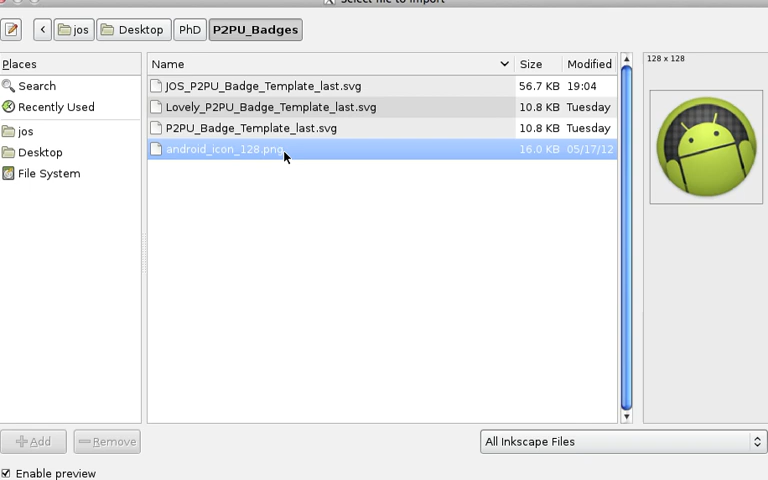 Select file to import
jos Desktop PhD P2PU_Badges
Places
Search
Recently Used
jos
Desktop
File System
Name Size Modified
JOS_P2PU_Badge_Template_last.svg 56.7 KB 19:04
Lovely_P2PU_Badge_Template_last.svg 10.8 KB Tuesday
P2PU_Badge_Template_last.svg 10.8 KB Tuesday
android_icon_128.png 16.0 KB 05/17/12
128 x 128
Add Remove
All Inkscape Files
Enable preview